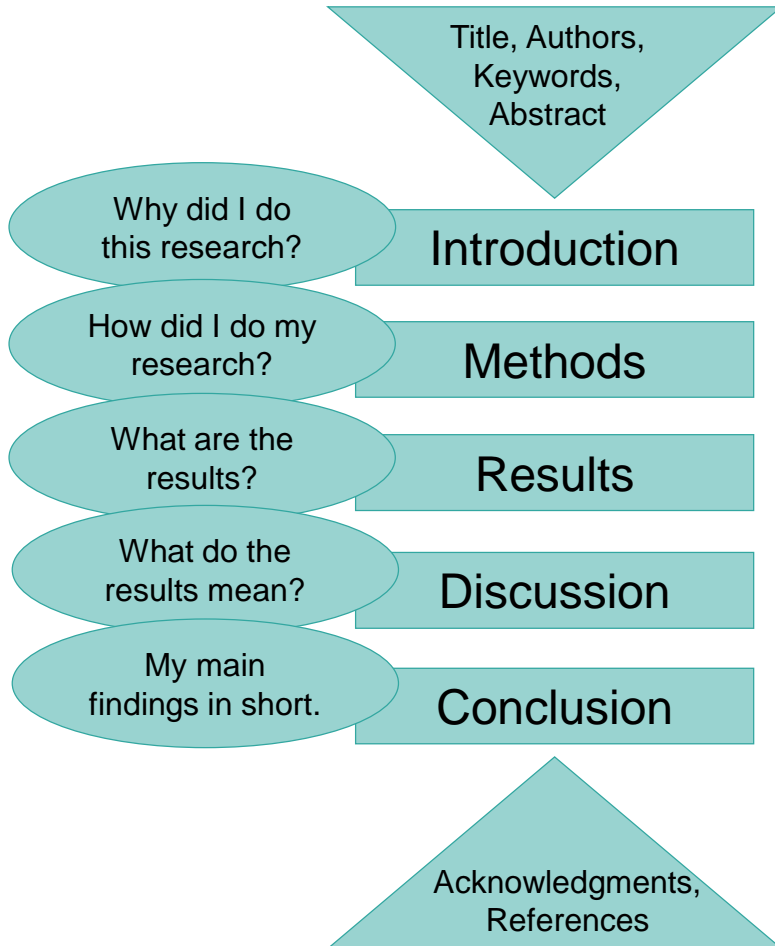 Title, Authors,
Keywords,
Abstract
Why did I do
this research?
Introduction
How did I do my
research?
Methods
What are the
results?
Results
What do the
results mean?
Discussion
My main
findings in short.
Conclusion
Acknowledgments,
References